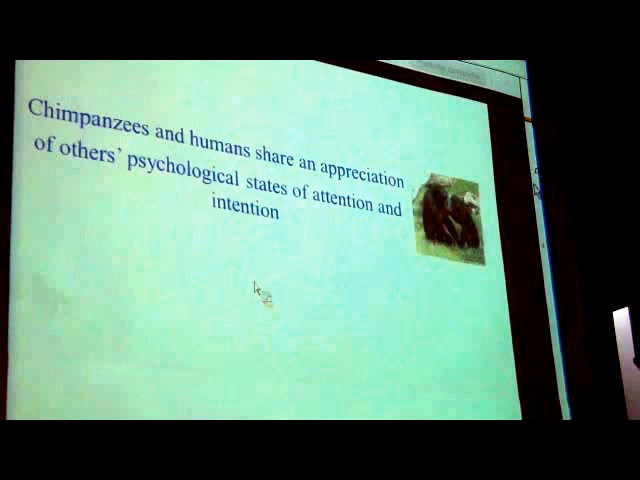 Chimpanzees and humans share an appreciation
of others’ psychological states of attention and
intention